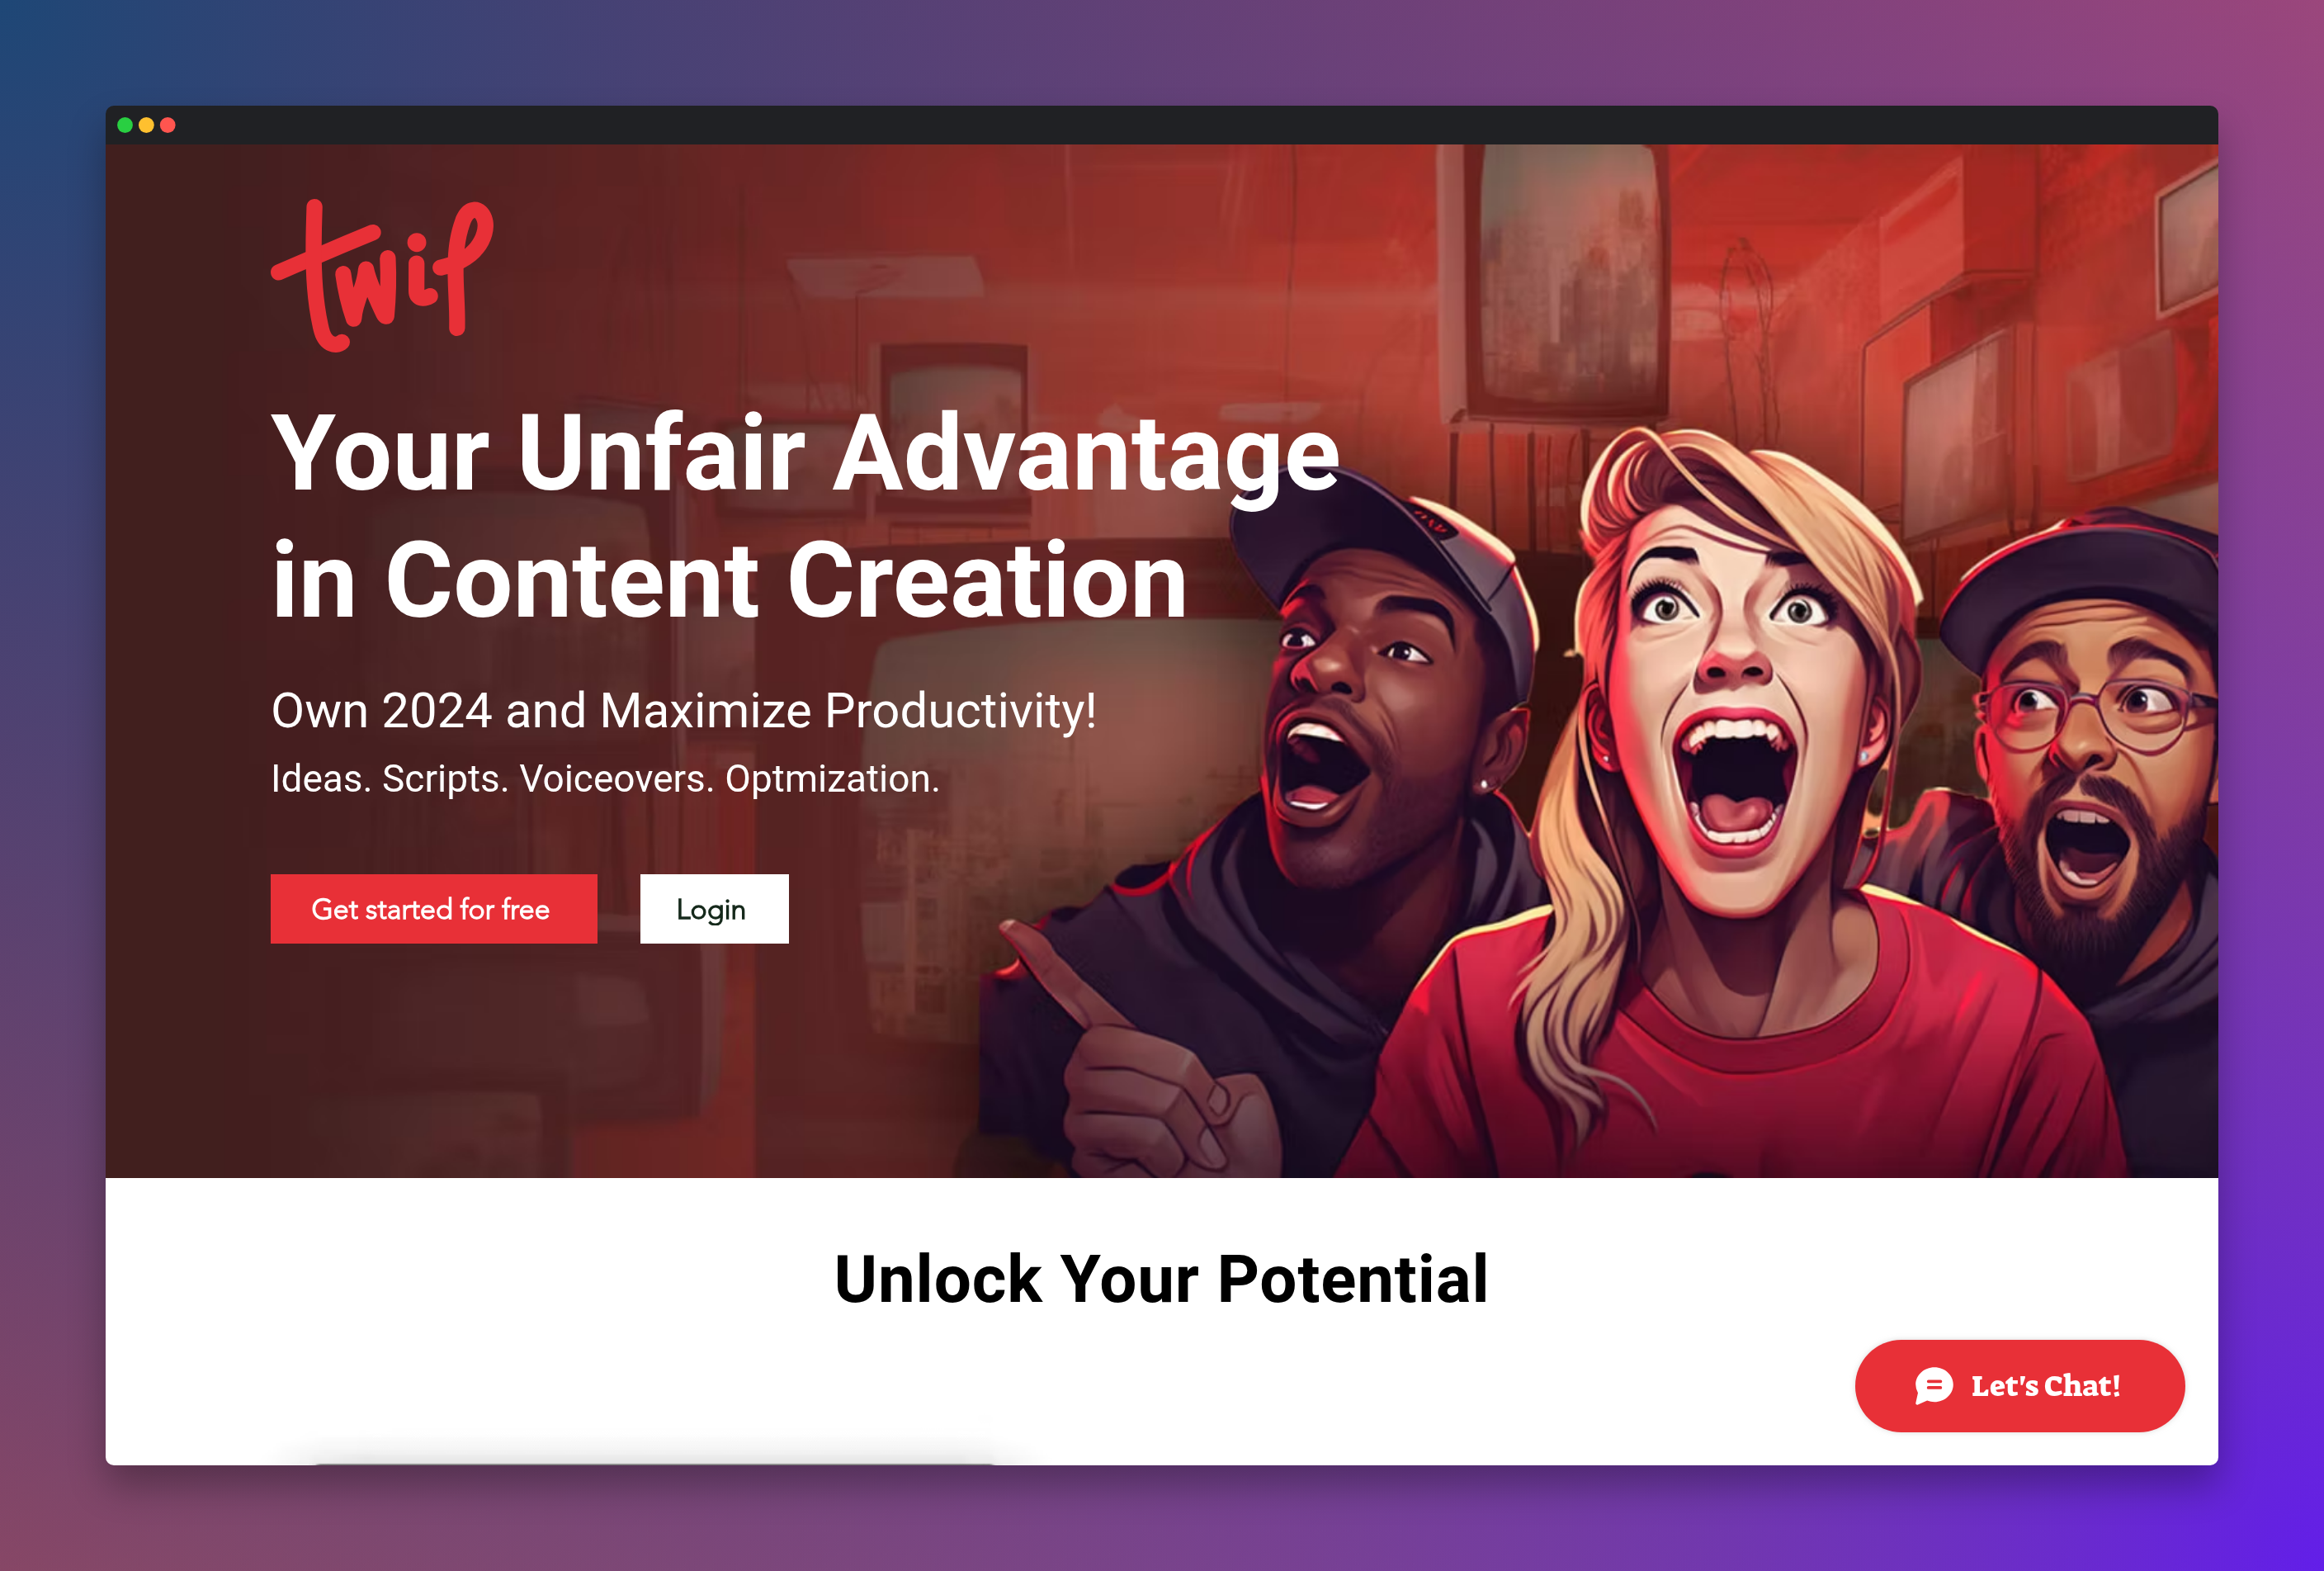 twip
Your Unfair Advantage
in Content Creation
Own 2024 and Maximize Productivity!
Ideas. Scripts. Voiceovers. Optmization.
Get started for free
Login
Unlock Your Potential
Let's Chat!